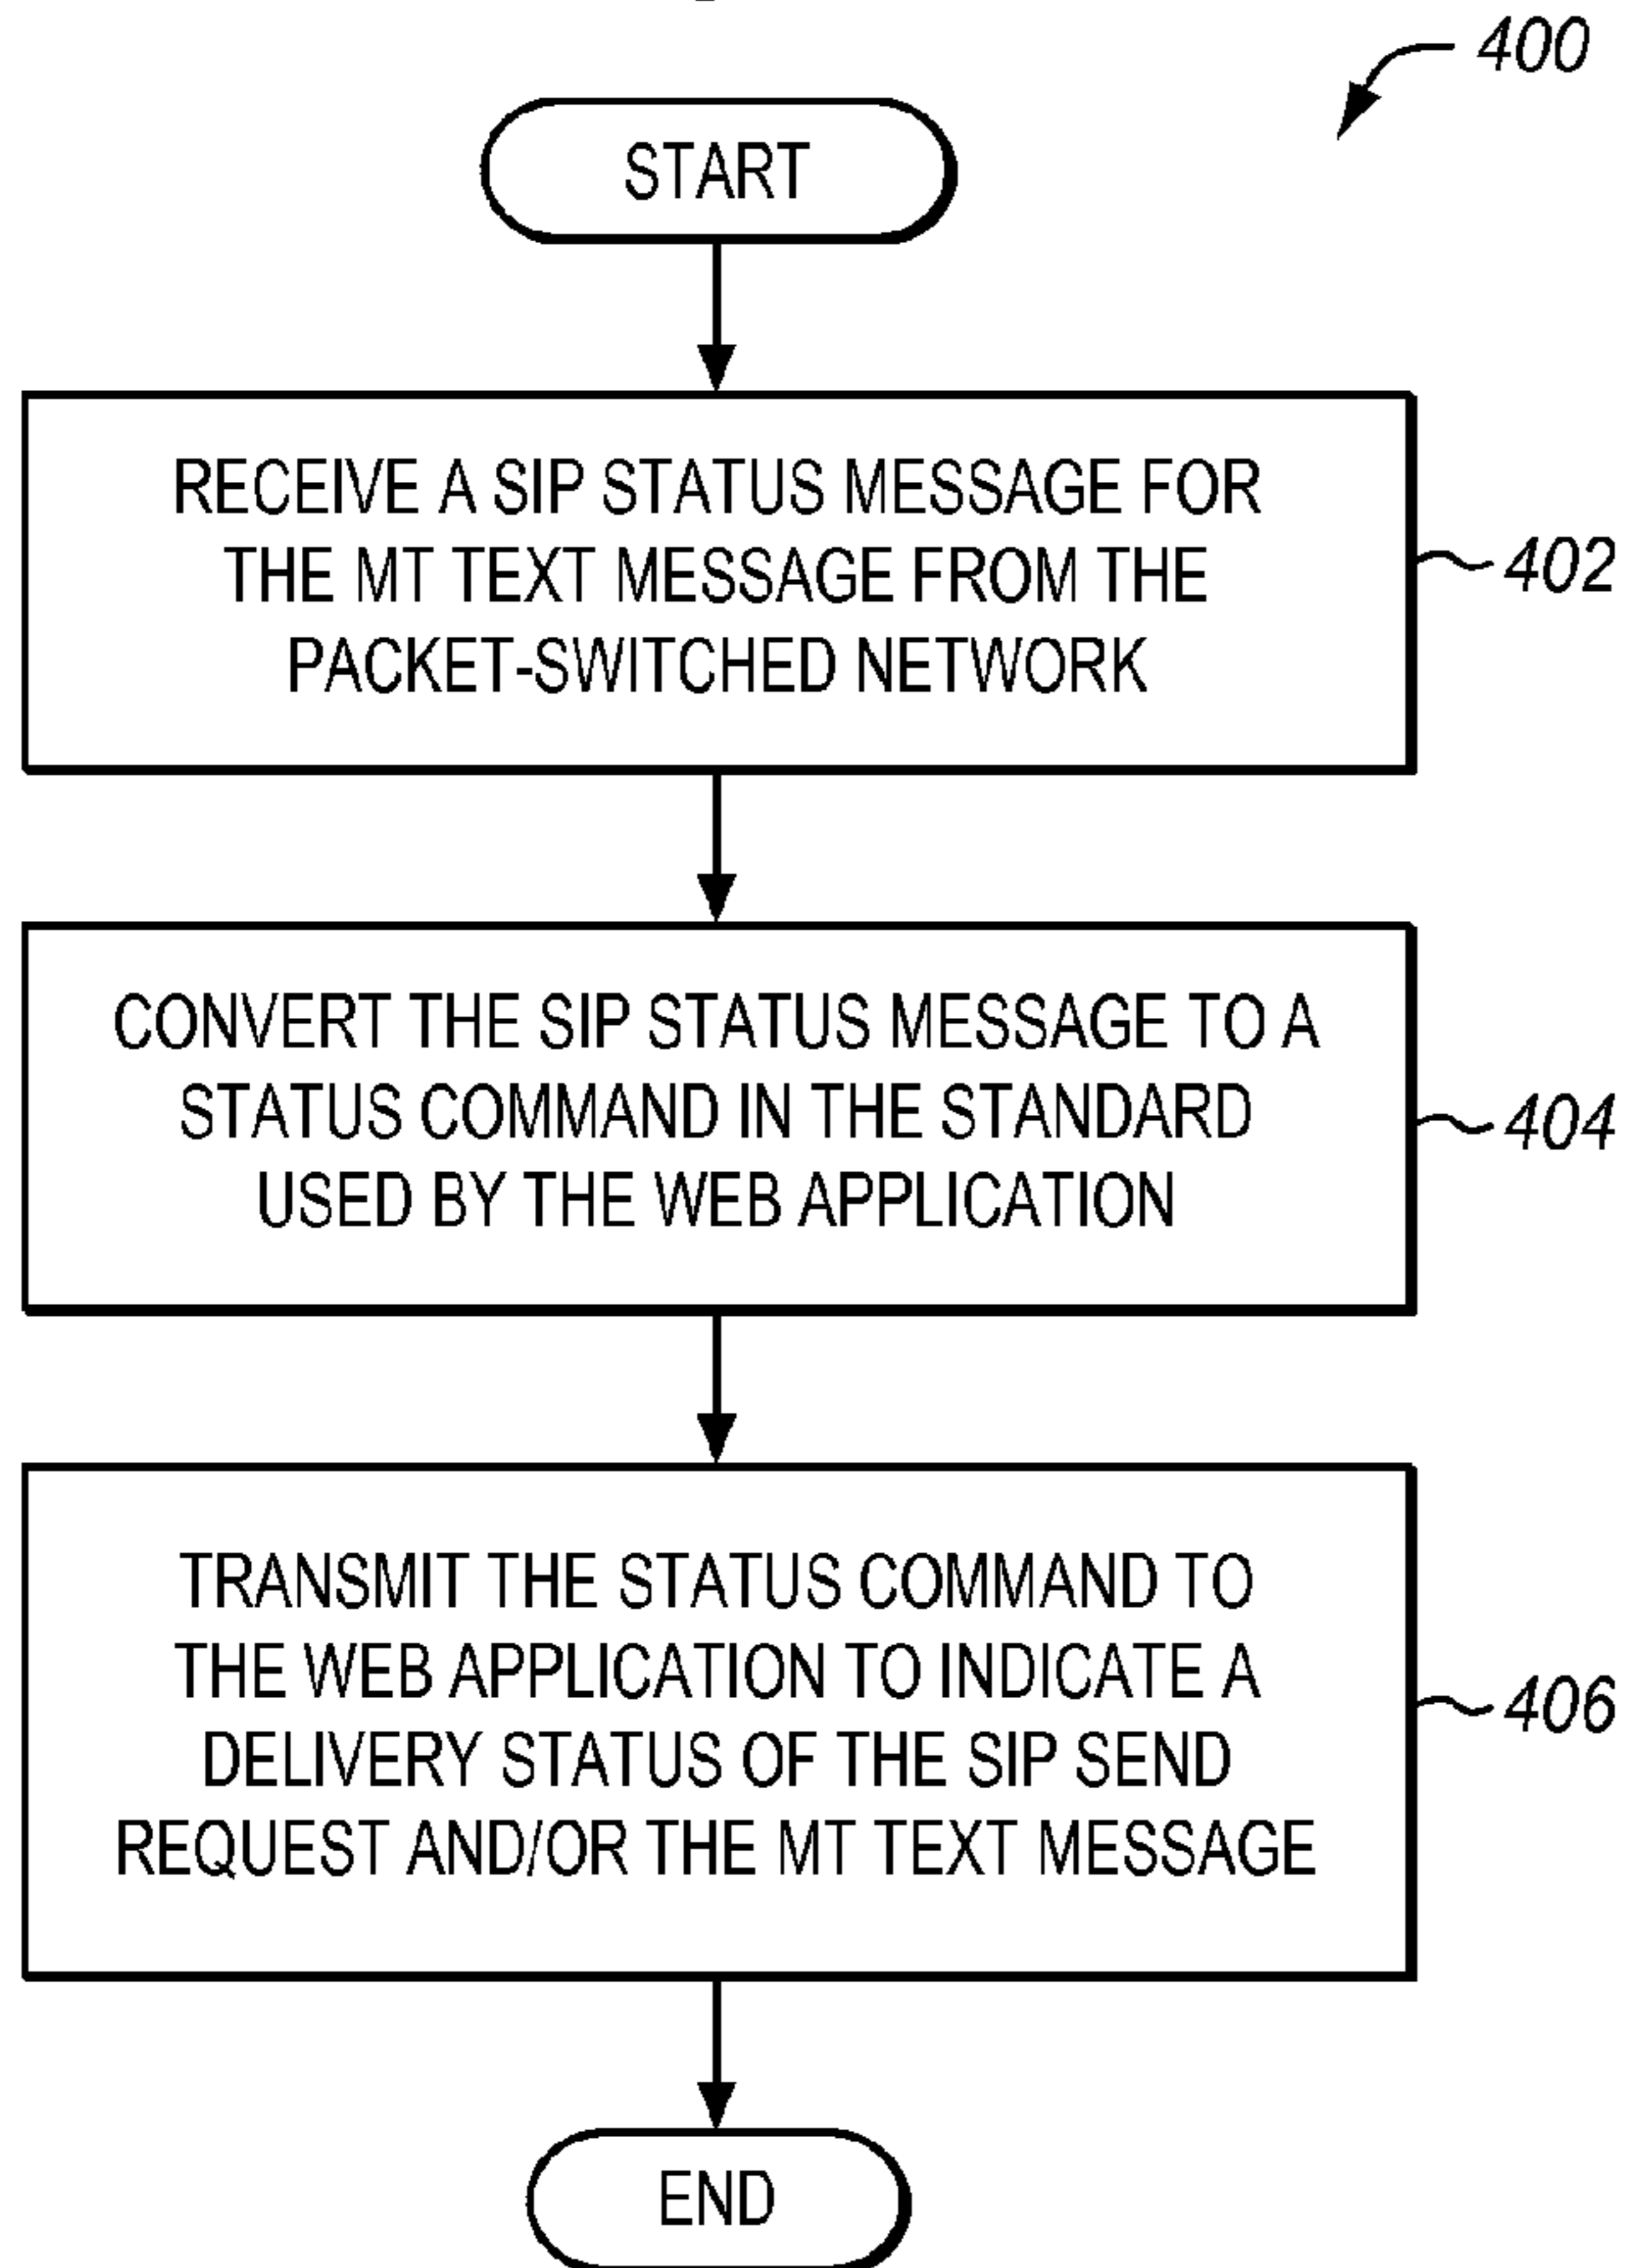 400
START
RECEIVE A SIP STATUS MESSAGE FOR
THE MT TEXT MESSAGE FROM THE
PACKET-SWITCHED NETWORK
402
CONVERT THE SIP STATUS MESSAGE TO A
STATUS COMMAND IN THE STANDARD
USED BY THE WEB APPLICATION
404
TRANSMIT THE STATUS COMMAND TO
THE WEB APPLICATION TO INDICATE A
DELIVERY STATUS OF THE SIP SEND
REQUEST AND/OR THE MT TEXT MESSAGE
406
END